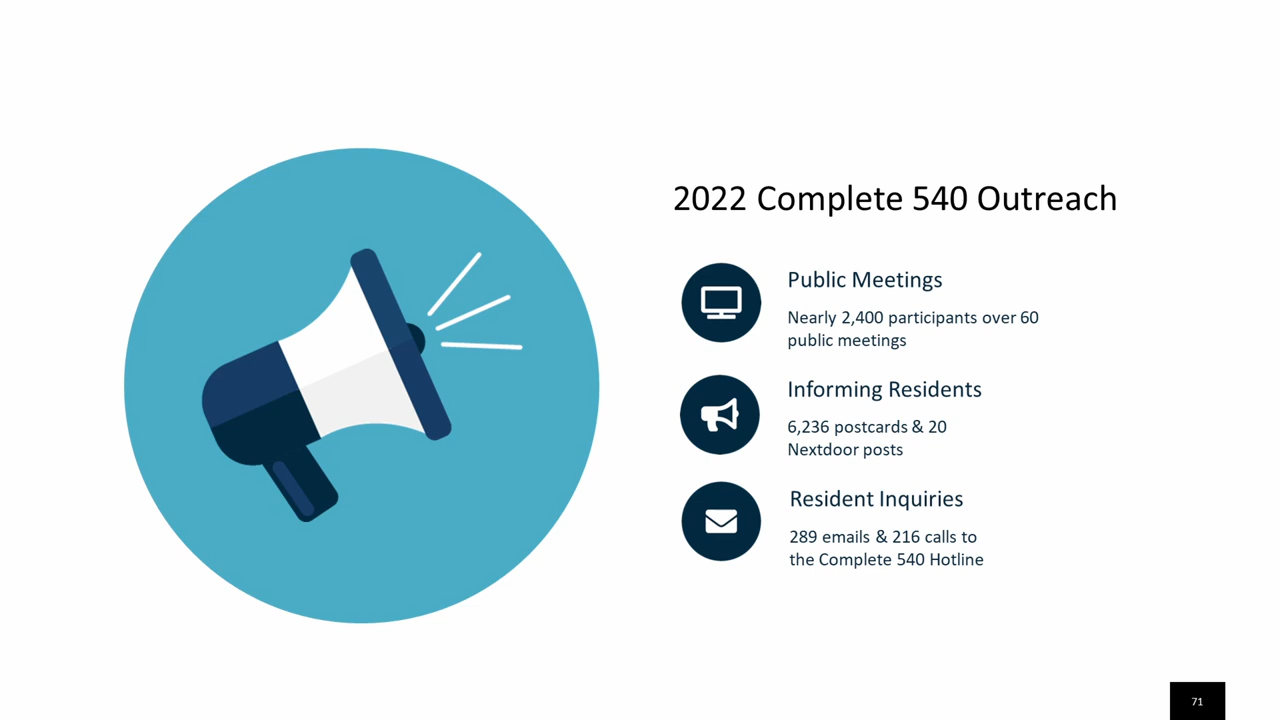 2022 Complete 540 Outreach
Public Meetings
Nearly 2,400 participants over 60
public meetings
Informing Residents
6,236 postcards & 20
Nextdoor posts
Resident Inquiries
289 emails & 216 calls to
the Complete 540 Hotline
71